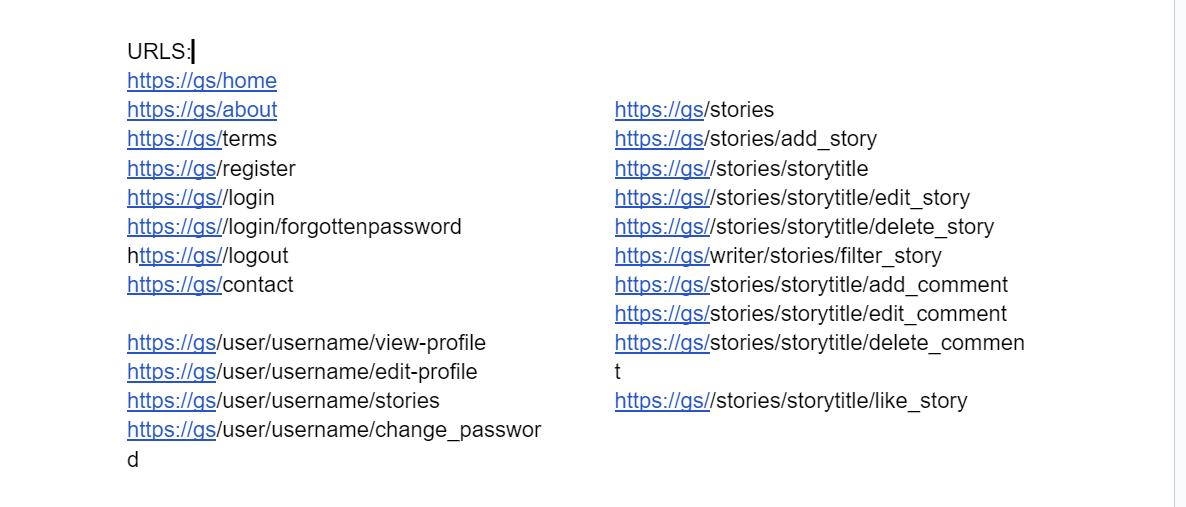 URLS:
https://gs/home
https://gs/about
https://gs/terms
https://gs/register
https://gs//login
https://gs//login/forgottenpassword
https://gs//logout
https://gs/contact
https://gs/user/username/view-profile
https://gs/user/username/edit-profile
https://gs/user/username/stories
https://gs/user/username/change_passwor
d
https://gs/stories
https://gs/stories/add_story
https://gs//stories/storytitle
https://gs//stories/storytitle/edit_story
https://gs//stories/storytitle/delete_story
https://gs/writer/stories/filter_story
https://gs/stories/storytitle/add_comment
https://gs/stories/storytitle/edit_comment
https://gs/stories/storytitle/delete_commen
t
https://gs//stories/storytitle/like_story